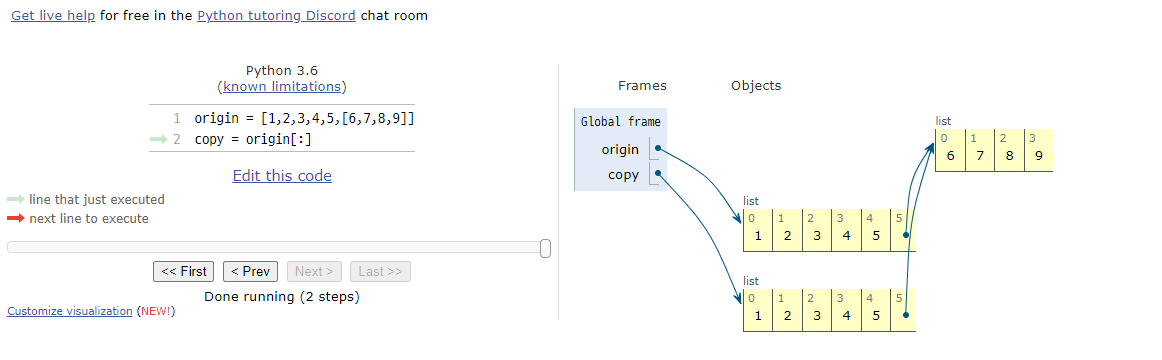 Get live help for free in the Python tutoring Discord chat room
Python 3.6
(known limitations)
1 origin = [1,2,3,4,5,[6,7,8,9]]
2 copy = origin[:]
Edit this code
line that just executed
next line to execute
<< First < Prev Next > Last >>
Done running (2 steps)
Customize visualization (NEW!)
Frames Objects
Global frame
origin
copy
list
0 1 2 3
6 7 8 9
list
0 1 2 3 4 5
1 2 3 4 5
list
0 1 2 3 4 5
1 2 3 4 5